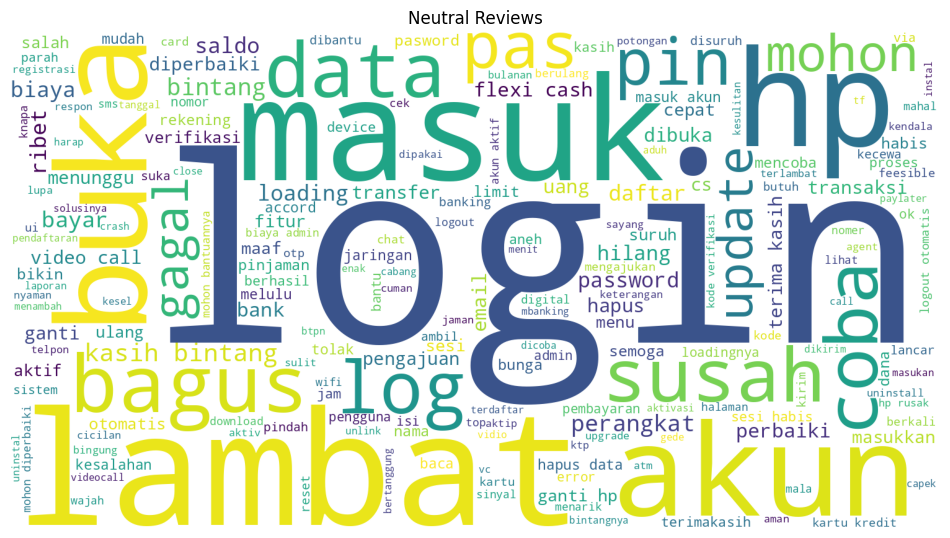 Neutral Reviews
login
lambat
masuk
akun
hp
buka
bagus
data
susah
log
coba
pas
pin
mohon
gagal
update
kasih bintang
flexi cash
saldo
diperbaiki
bintang
biaya
ribet
verifikasi
rekening
nomor
menunggu
bayar
video call
loading
transfer
accord
fitur
limit
uang
daftar
dibuka
masuk akun
cepat
cs
suruh
hilang
password
hapus
menu
terima kasih
transaksi
mencoba
proses
habis
kecewa
kendala
mahal
feesible
butuh
terlambat
paylater
ok
nomer
agent
lihat
call
logout otomatis
instal
tf
via
disuruh
potongan
kesulitan
kasih
pasword
dibantu
card
mudah
salah
parah
registrasi
sms
tanggal
respon
knapa
harap
lupa
suka
close
solusinya
ui
crash
pendaftaran
bikin
laporan
nyaman
menambah
kesel
ganti
telpon
ulang
aktif
sistem
cicilan
otomatis
download
aktiv
pindah
bingung
uninstal
mohon diperbaiki
kesalahan
videocall
wajah
reset
bank
melulu
berhasil
pinjaman
maaf
otp
biaya admin
mohon bantuannya
jaringan
chat
enak
cabang
cuman
bantu
menit
aneh
banking
logout
device
dipakai
cek
akun aktif
bulanan
berulang
aduh
email
jaman
ambil
sesi
pengajuan
tolak
btpn
sulit
wifi
jam
pengguna
isi
nama
unlink
topaktip
vidio
terdaftar
bertanggung
baca
vc
kartu
sinyal
bunga
admin
dicoba
digital
mbanking
keterangan
mengajukan
sayang
semoga
loadingnya
kode verifikasi
kode
dikirim
kirim
dana
lancar
masukan
uninstall
hp rusak
berkali
masukkan
perbaiki
sesi habis
halaman
aktivasi
pembayaran
perangkat
upgrade
gede
ktp
hapus data
error
atm
ganti hp
menarik
bintangnya
terimakasih
aman
mala
kartu kredit
capek